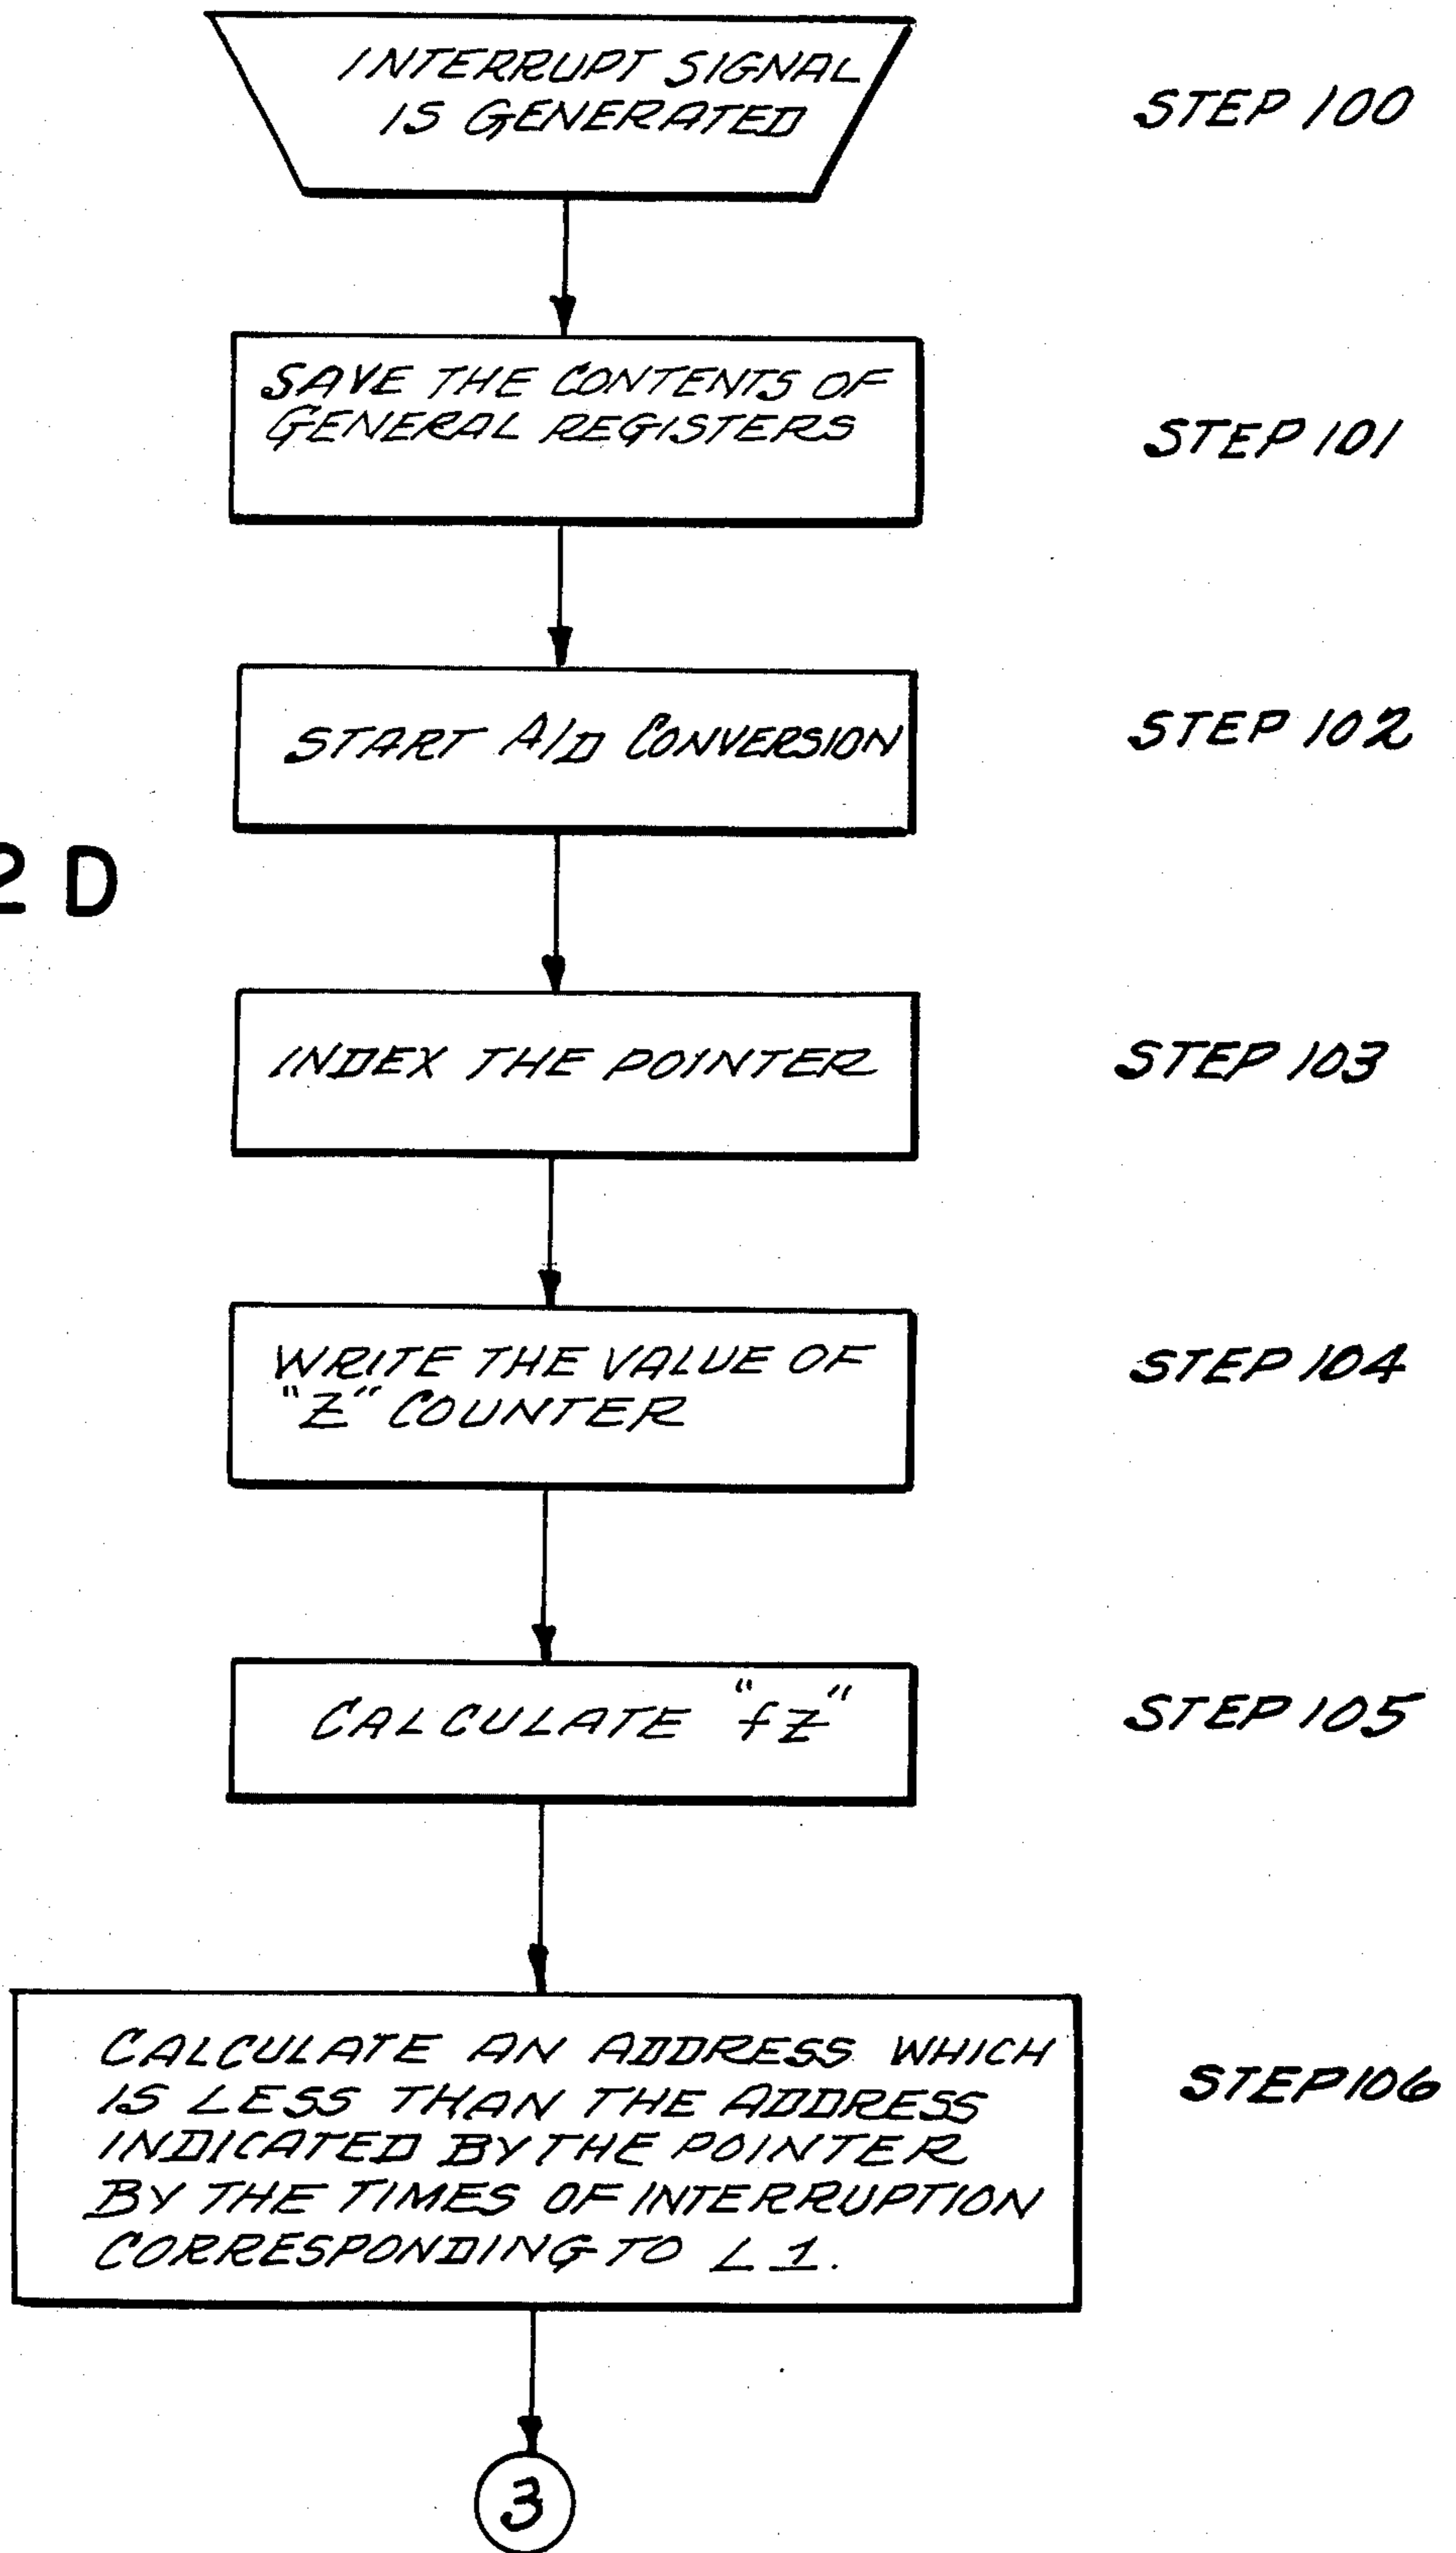 INTERRUPT SIGNAL
IS GENERATED
STEP 100
SAVE THE CONTENTS OF
GENERAL REGISTERS
STEP 101
START A/D CONVERSION
STEP 102
2 D
INDEX THE POINTER
STEP 103
WRITE THE VALUE OF
"Z" COUNTER
STEP 104
CALCULATE "fZ"
STEP 105
CALCULATE AN ADDRESS WHICH
IS LESS THAN THE ADDRESS
INDICATED BY THE POINTER
BY THE TIMES OF INTERRUPTION
CORRESPONDING TO L1.
STEP 106
3